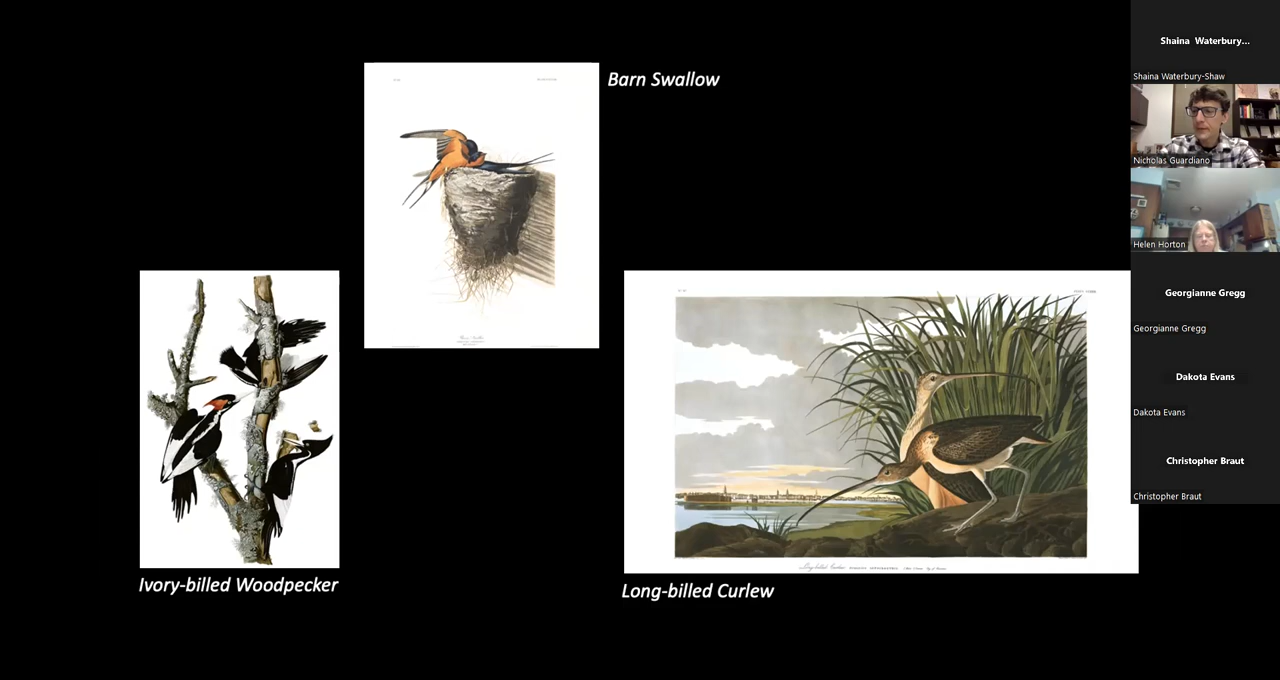 Barn Swallow
Ivory-billed Woodpecker
Long-billed Curlew
Shaina Waterbury...
Shaina Waterbury-Shaw
Nicholas Guardiano
Helen Horton
Georgianne Gregg
Georgianne Gregg
Dakota Evans
Dakota Evans
Christopher Braut
Christopher Braut